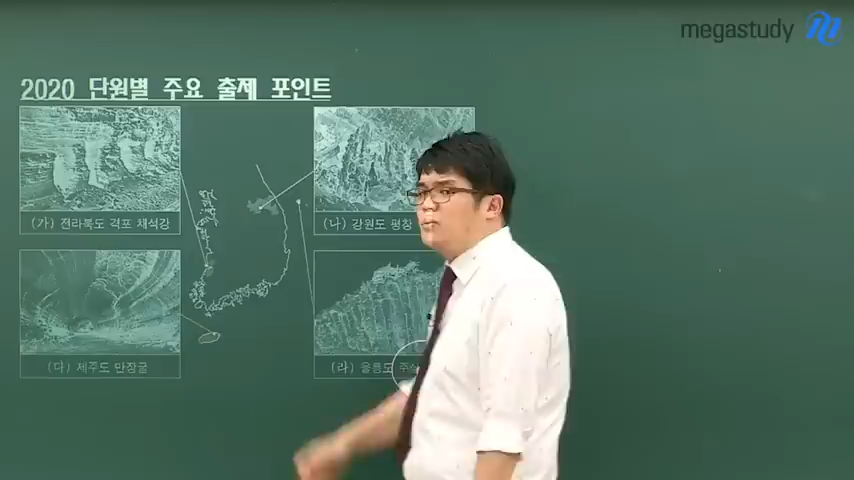 megastudy
2020 단원별 주요 출제 포인트
(가) 전라북도 격포 채석강
(나) 강원도 평창
(다) 제주도 만장굴
(라) 울릉도